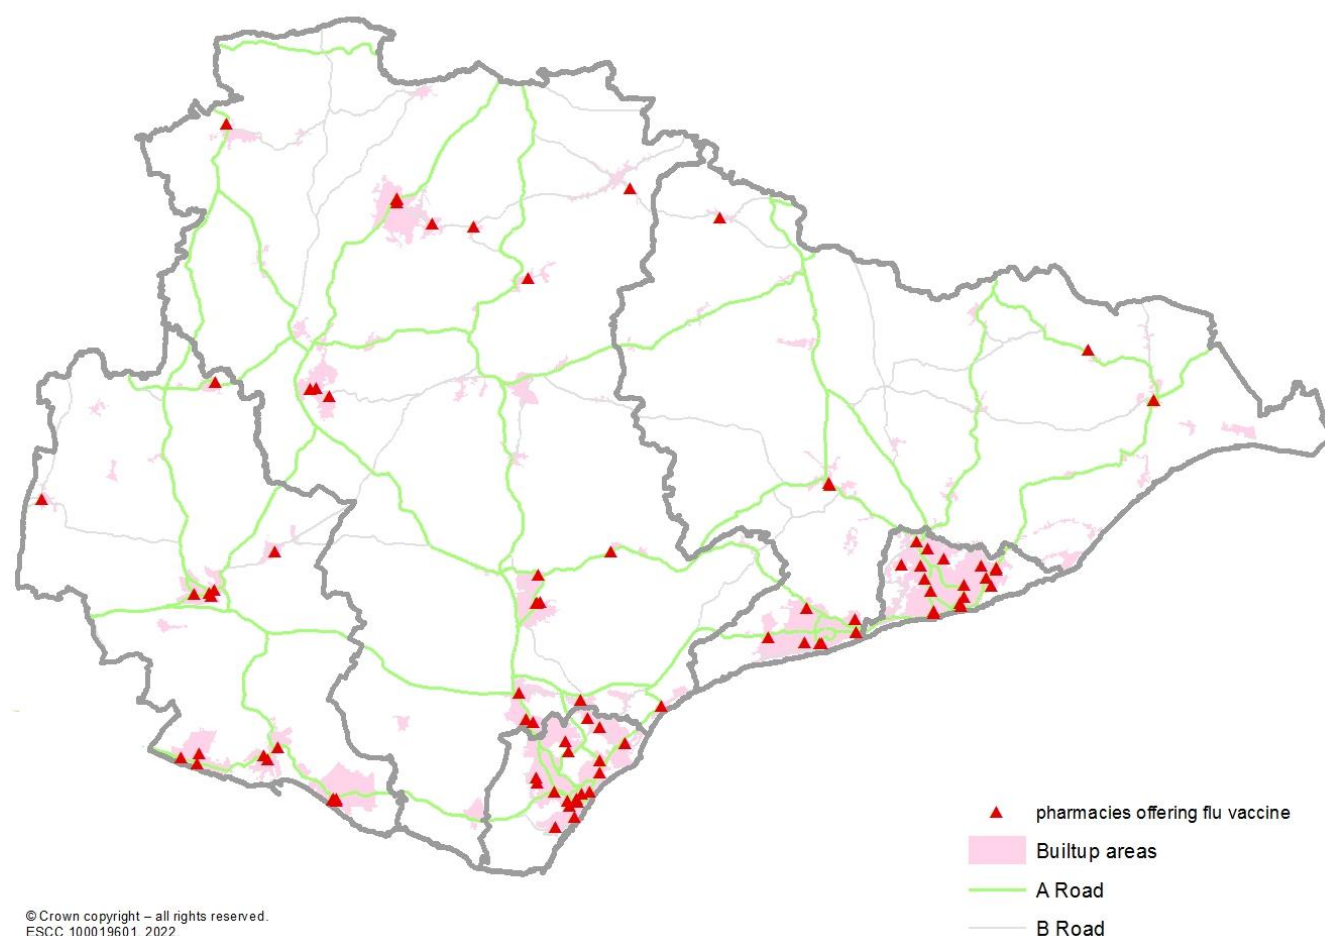 pharmacies offering flu vaccine
Builtup areas
A Road
B Road
© Crown copyright – all rights reserved.
ESCC 100019601, 2022.